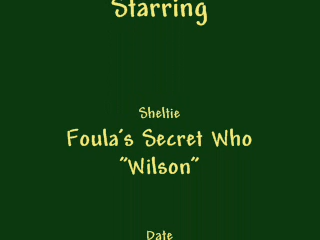 Starring
Sheltie
Foula's Secret Who
"Wilson"
Date